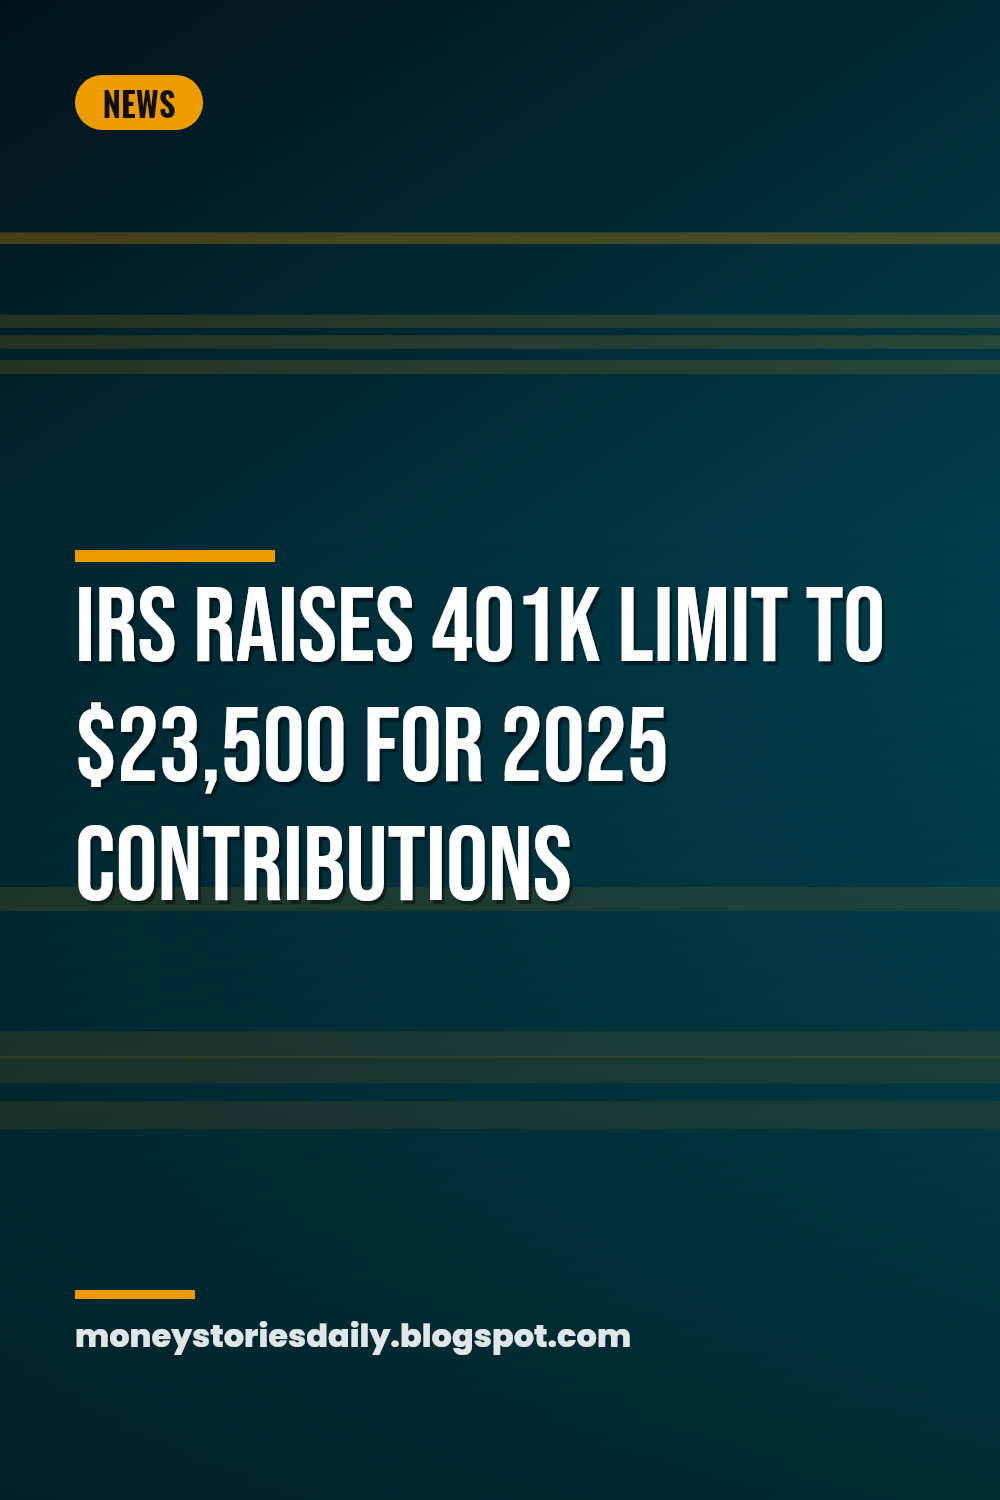 NEWS
IRS RAISES 401K LIMIT TO
$23,500 FOR 2025
CONTRIBUTIONS
moneystoriesdaily.blogspot.com